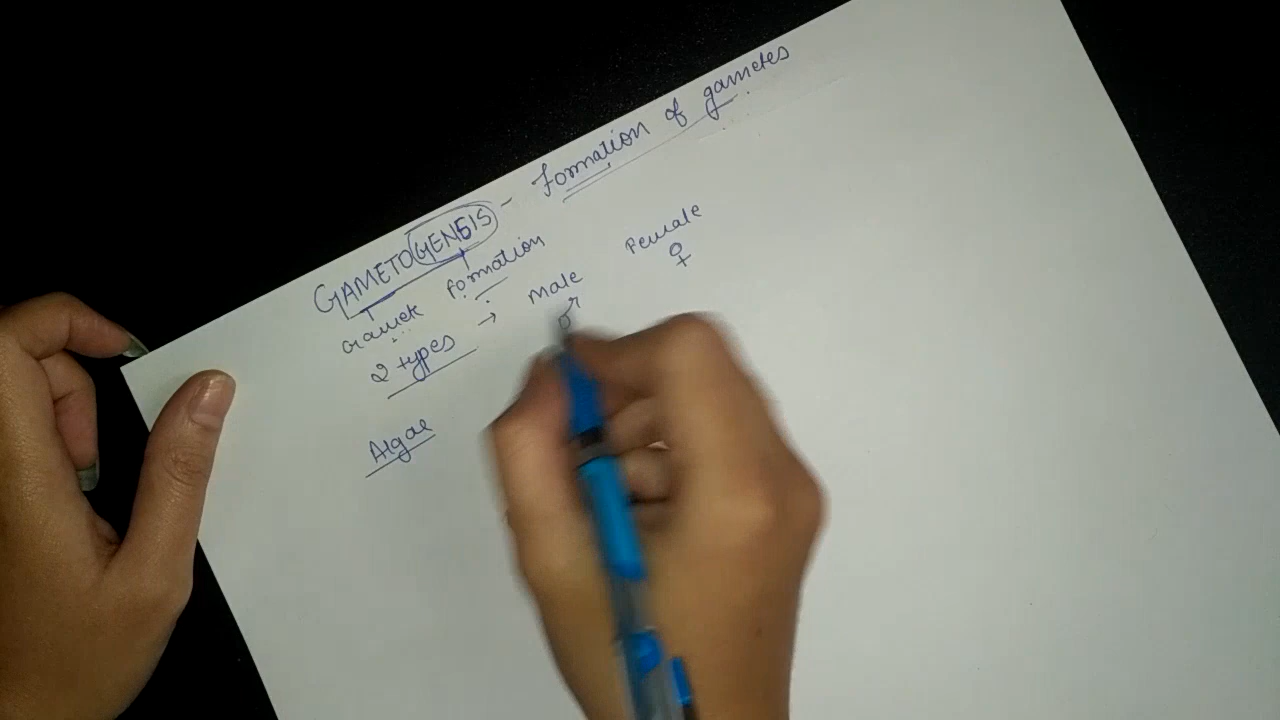 GAMETOGENESIS - Formation of gametes
Gamete formation
2 types → Male Female
♂ ♀
Algae